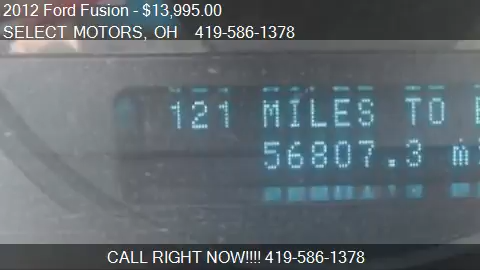 2012 Ford Fusion - $13,995.00
SELECT MOTORS, OH 419-586-1378
121 MILES TO
56807.3
CALL RIGHT NOW!!!! 419-586-1378